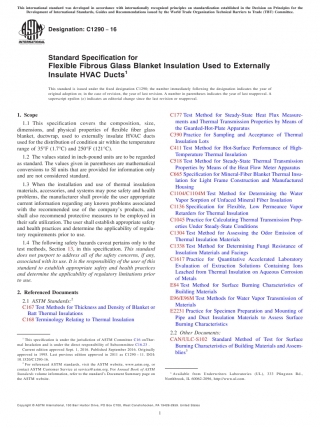 This international standard was developed in accordance with internationally recognized principles on standardization established in the Decision on Principles for the
Development of International Standards, Guides and Recommendations issued by the World Trade Organization Technical Barriers to Trade (TBT) Committee.
Designation: C1290 − 16
Standard Specification for
Flexible Fibrous Glass Blanket Insulation Used to Externally
Insulate HVAC Ducts1
This standard is issued under the fixed designation C1290; the number immediately following the designation indicates the year of
original adoption or, in the case of revision, the year of last revision. A number in parentheses indicates the year of last reapproval. A
superscript epsilon (ε) indicates an editorial change since the last revision or reapproval.
1. Scope
1.1 This specification covers the composition, size,
dimensions, and physical properties of flexible fiber glass
blanket, ductwrap, used to externally insulate HVAC ducts
used for the distribution of conditioned air within the temperature
range of 35°F (1.7°C) and 250°F (121°C).
1.2 The values stated in inch-pound units are to be regarded
as standard. The values given in parentheses are mathematical
conversions to SI units that are provided for information only
and are not considered standard.
1.3 When the installation and use of thermal insulation
materials, accessories, and systems may pose safety and health
problems, the manufacturer shall provide the user appropriate
current information regarding any known problems associated
with the recommended use of the company products, and
shall also recommend protective measures to be employed in
their safe utilization. The user shall establish appropriate safety
and health practices and determine the applicability of regulatory
requirements prior to use.
1.4 The following safety hazards caveat pertains only to the
test methods, Section 13, in this specification. This standard
does not purport to address all of the safety concerns, if any,
associated with its use. It is the responsibility of the user of this
standard to establish appropriate safety and health practices
and determine the applicability of regulatory limitations prior
to use.
2. Referenced Documents
2.1 ASTM Standards:2
C167 Test Methods for Thickness and Density of Blanket or
Batt Thermal Insulations
C168 Terminology Relating to Thermal Insulation
1 This specification is under the jurisdiction of ASTM Committee C16 on Thermal
Insulation and is under the direct responsibility of Subcommittee C16.23
Current edition approved Sept. 1, 2016. Published September 2016. Originally
approved in 1995. Last previous edition approved in 2011 as C1290 – 11. DOI:
10.1520/C1290-16.
2 For referenced ASTM standards, visit the ASTM website, www.astm.org, or
contact ASTM Customer Service at service@astm.org. For Annual Book of ASTM
Standards volume information, refer to the standard's Document Summary page on
the ASTM website.
C177 Test Method for Steady-State Heat Flux Measurements
and Thermal Transmission Properties by Means of
the Guarded-Hot-Plate Apparatus
C390 Practice for Sampling and Acceptance of Thermal
Insulation Lots
C411 Test Method for Hot-Surface Performance of High-
Temperature Thermal Insulation
C518 Test Method for Steady-State Thermal Transmission
Properties by Means of the Heat Flow Meter Apparatus
C665 Specification for Mineral-Fiber Blanket Thermal Insulation
for Light Frame Construction and Manufactured
Housing
C1104/C1104M Test Method for Determining the Water
Vapor Sorption of Unfaced Mineral Fiber Insulation
C1136 Specification for Flexible, Low Permeance Vapor
Retarders for Thermal Insulation
C1045 Practice for Calculating Thermal Transmission Properties
Under Steady-State Conditions
C1304 Test Method for Assessing the Odor Emission of
Thermal Insulation Materials
C1338 Test Method for Determining Fungi Resistance of
Insulation Materials and Facings
C1617 Practice for Quantitative Accelerated Laboratory
Evaluation of Extraction Solutions Containing Ions
Leached from Thermal Insulation on Aqueous Corrosion
of Metals
E84 Test Method for Surface Burning Characteristics of
Building Materials
E96/E96M Test Methods for Water Vapor Transmission of
Materials
E2231 Practice for Specimen Preparation and Mounting of
Pipe and Duct Insulation Materials to Assess Surface
Burning Characteristics
2.2 Other Documents:
CAN/ULC-S102 Standard Method of Test for Surface
Burning Characteristics of Building Materials and Assemblies3
3 Available from Underwriters Laboratories (UL), 333 Pfingsten Rd.,
Northbrook, IL 60062-2096, http://www.ul.com.
Copyright © ASTM International, 100 Barr Harbor Drive, PO Box C700, West Conshohocken, PA 19428-2959. United States
1